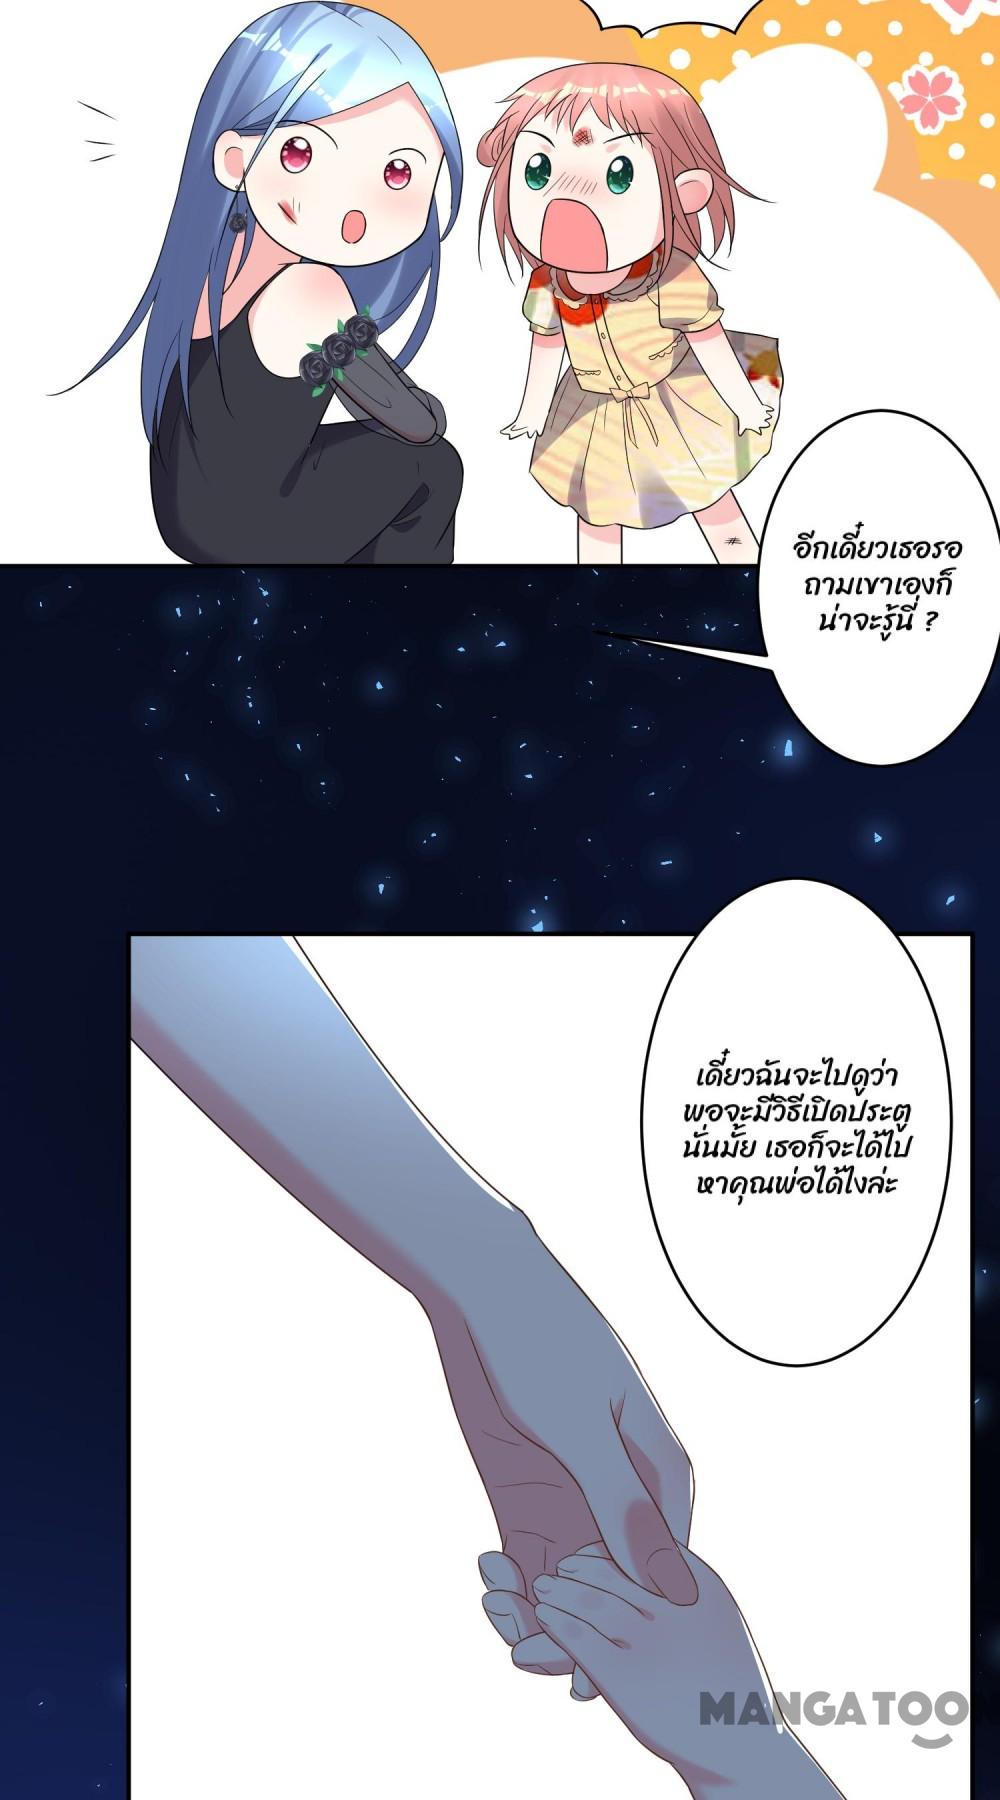 อีกเดี๋ยวเธอรอ
ถามเขาเองก็
น่าจะรู้นี่ ?
เดี๋ยวฉันจะไปดูว่า
พอจะมีวิธีเปิดประตู
นั่นมั้ย เธอก็จะได้ไป
หาคุณพ่อได้ไงล่ะ
MANGATOON